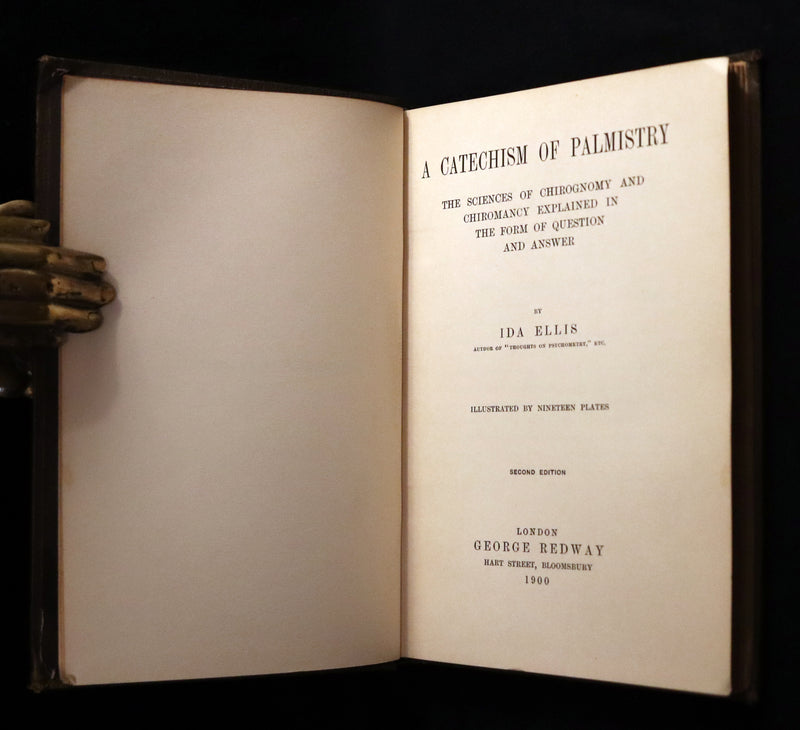 A CATECHISM OF PALMISTRY
THE SCIENCES OF CHIROGNOMY AND
CHIROMANCY EXPLAINED IN
THE FORM OF QUESTION
AND ANSWER
BY
IDA ELLIS
AUTHOR OF "THOUGHTS ON PSYCHOMETRY," ETC.
ILLUSTRATED BY NINETEEN PLATES
SECOND EDITION
LONDON
GEORGE REDWAY
HART STREET, BLOOMSBURY
1900